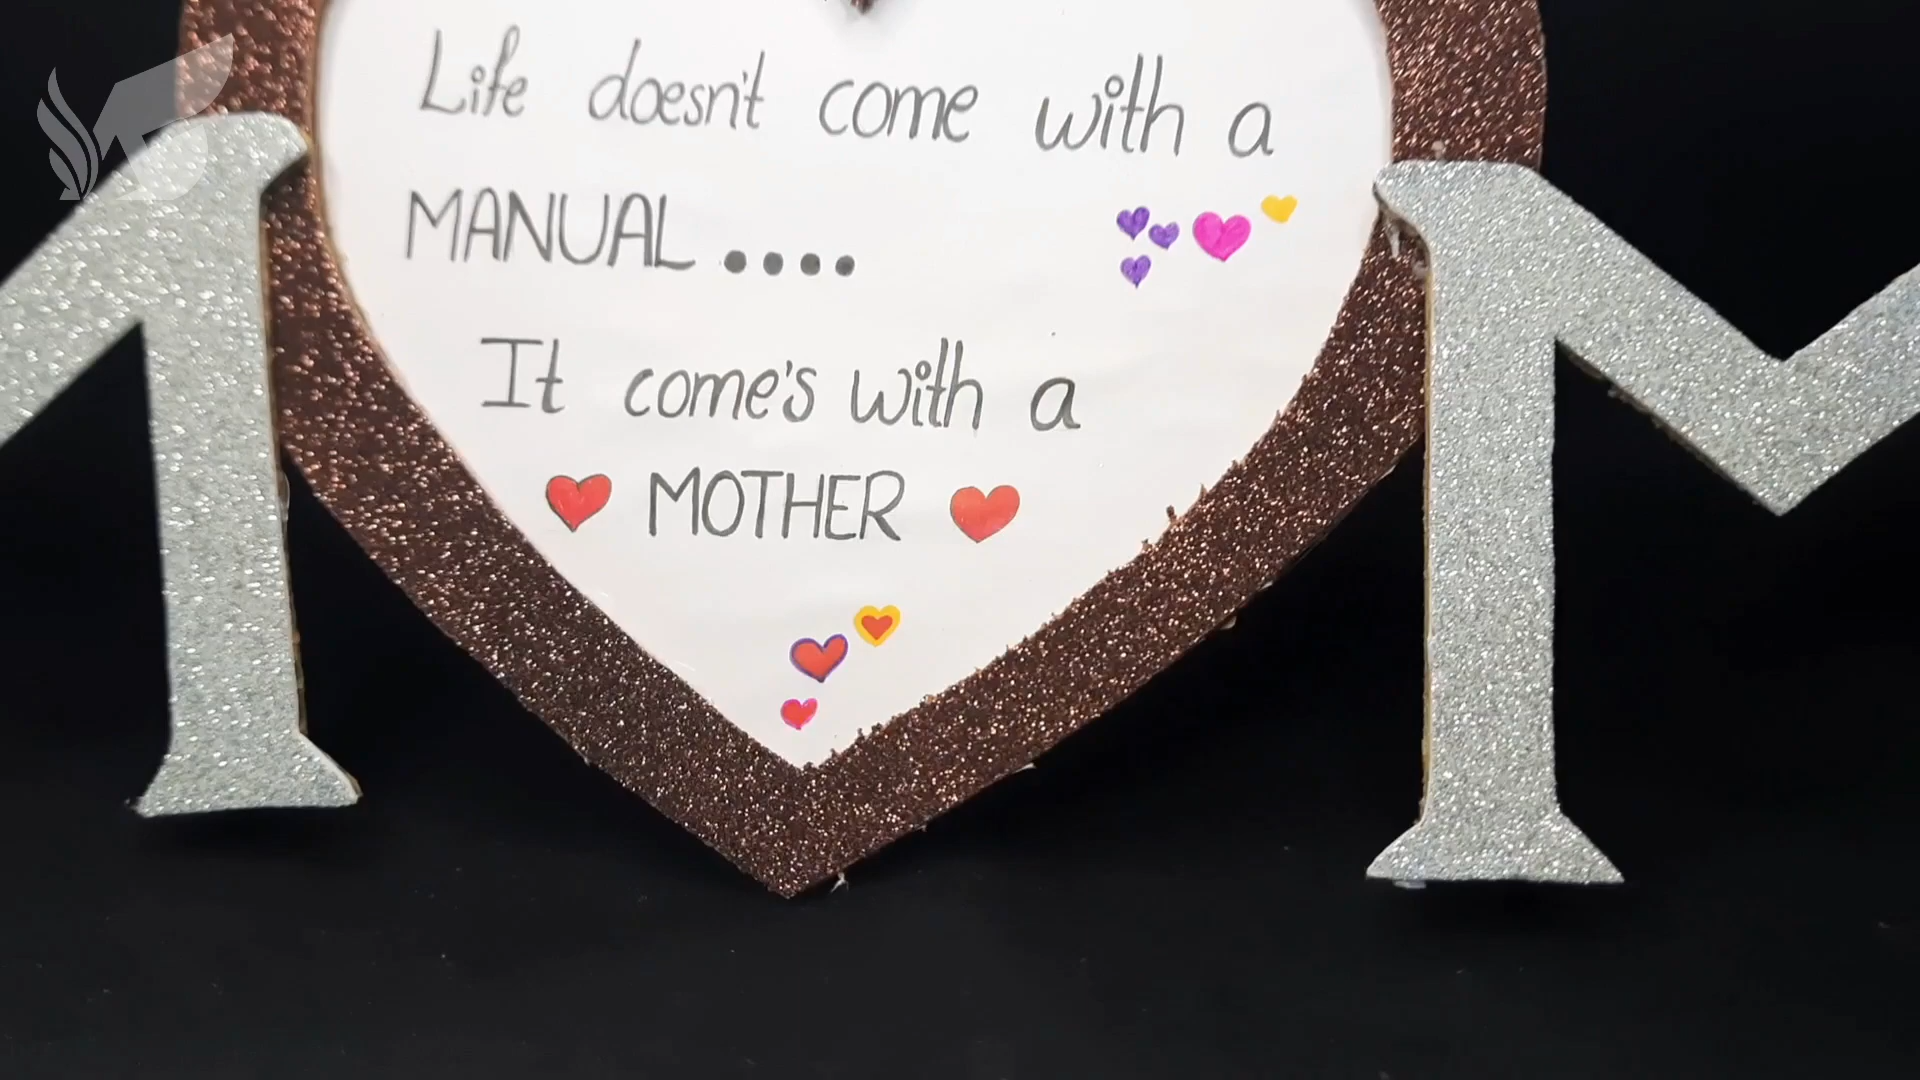 Life doesn't come with a
MANUAL....
It come's with a
MOTHER
M M